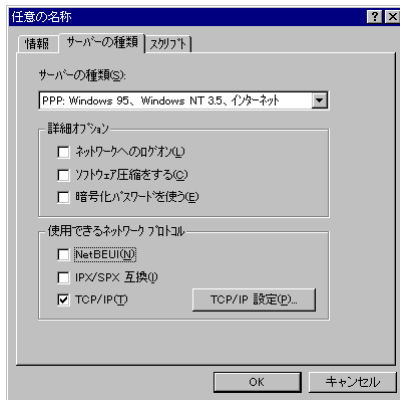 任意の名称
情報 サーバーの種類 スクリプト
サーバーの種類(S):
PPP: Windows 95、Windows NT 3.5、インターネット
詳細オプション
ネットワークへのログオン(L)
ソフトウェア圧縮をする(C)
暗号化パスワードを使う(E)
使用できるネットワーク プロトコル
NetBEUI(N)
IPX/SPX 互換(I)
TCP/IP(T) TCP/IP 設定(P)...
OK キャンセル